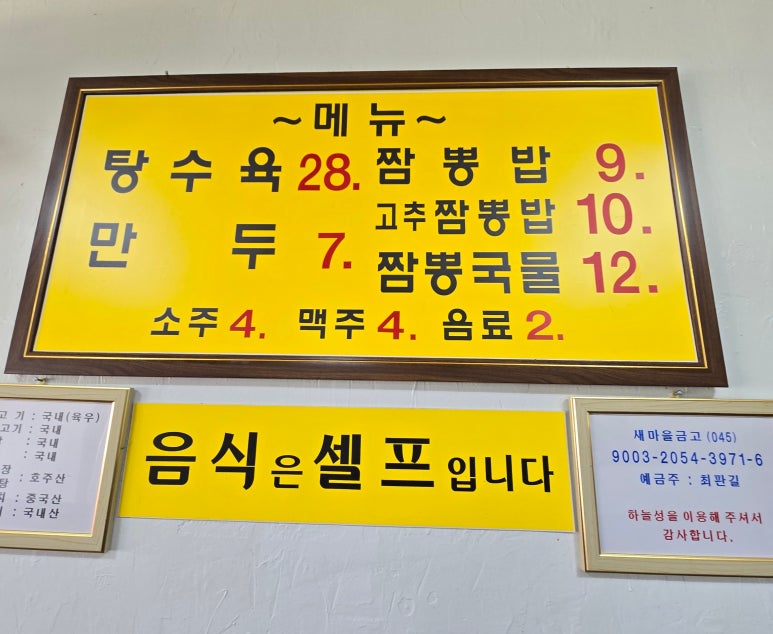 ~메뉴~
탕수육 28. 짬뽕밥 9.
고추짬뽕밥 10.
만두 7.
짬뽕국물 12.
소주 4. 맥주 4. 음료 2.
음식은셀프입니다
고기 : 국내(육우)
고기 : 국내
: 국내
: 국내
장
탕 : 호주산
: 중국산
: 국내산
새마을금고(045)
9003-2054-3971-6
예금주 : 최판길
하늘성을 이용해 주셔서
감사합니다.